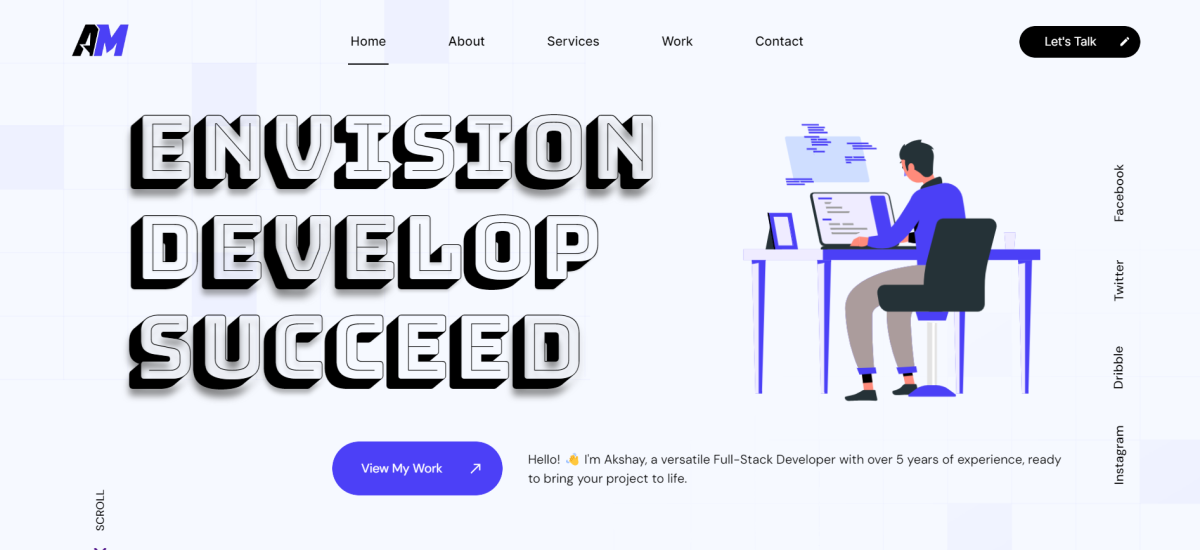 AM
Home
About
Services
Work
Contact
Let's Talk
ENVISION
DEVELOP
SUCCEED
Facebook
Twitter
Dribble
Instagram
View My Work
Hello! 👋 I'm Akshay, a versatile Full-Stack Developer with over 5 years of experience, ready
to bring your project to life.
SCROLL